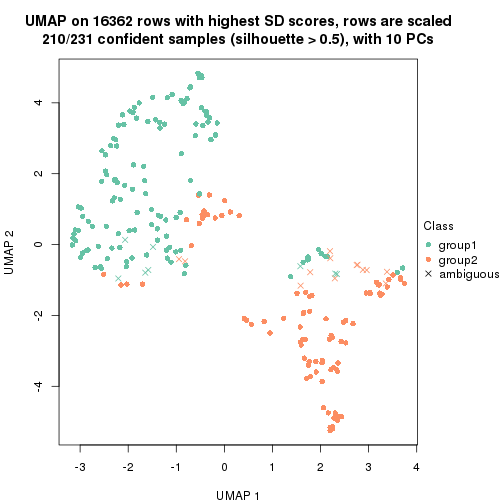 UMAP on 16362 rows with highest SD scores, rows are scaled
210/231 confident samples (silhouette > 0.5), with 10 PCs
4
2
0
-2
-4
UMAP 2
-3
-2
-1
0
1
2
3
4
UMAP 1
Class
group1
group2
ambiguous